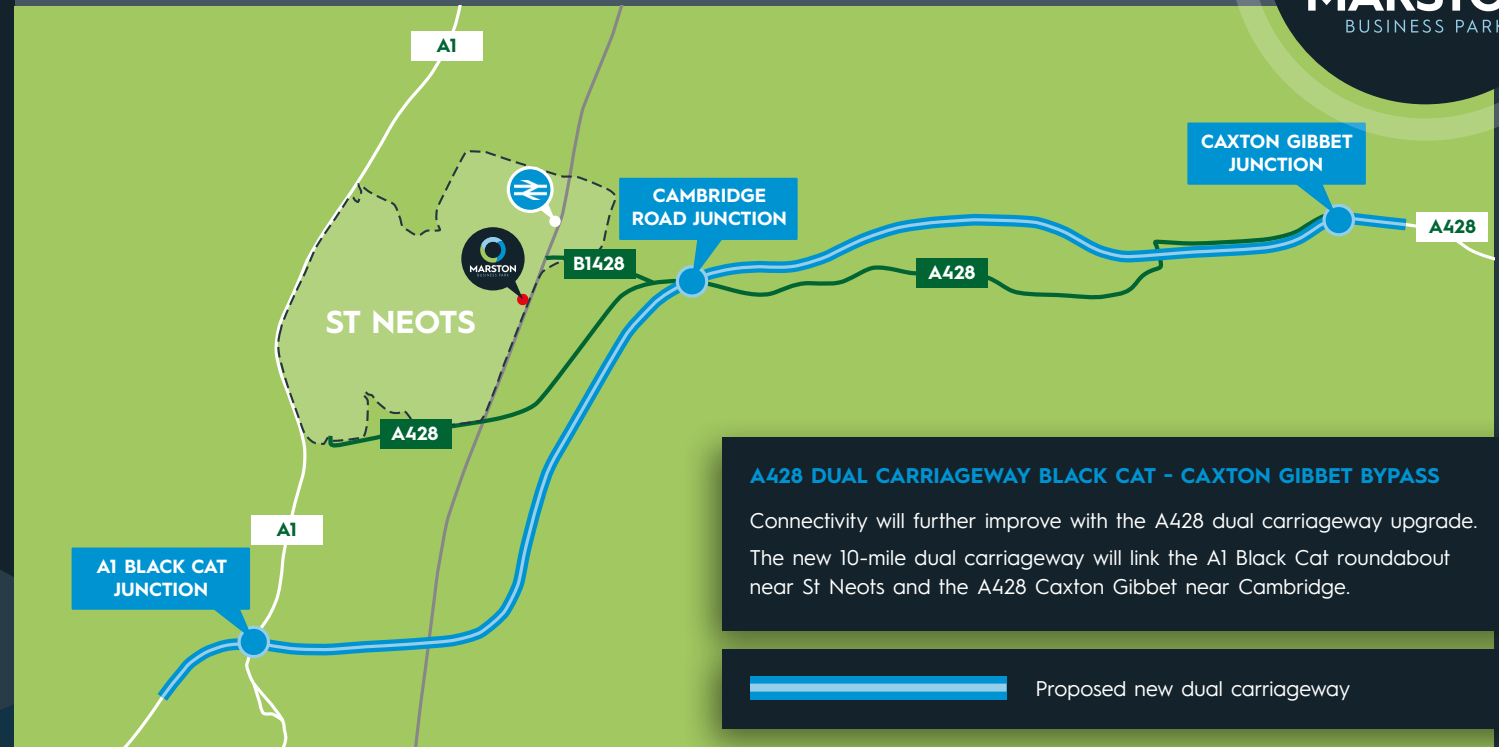 BUSINESS PARK
A1
CAXTON GIBBET
JUNCTION
CAMBRIDGE
ROAD JUNCTION
A428
MARSTON
BUSINESS PARK
B1428
A428
ST NEOTS
A428
A1
A1 BLACK CAT
JUNCTION
A428 DUAL CARRIAGEWAY BLACK CAT - CAXTON GIBBET BYPASS
Connectivity will further improve with the A428 dual carriageway upgrade.
The new 10-mile dual carriageway will link the A1 Black Cat roundabout
near St Neots and the A428 Caxton Gibbet near Cambridge.
Proposed new dual carriageway